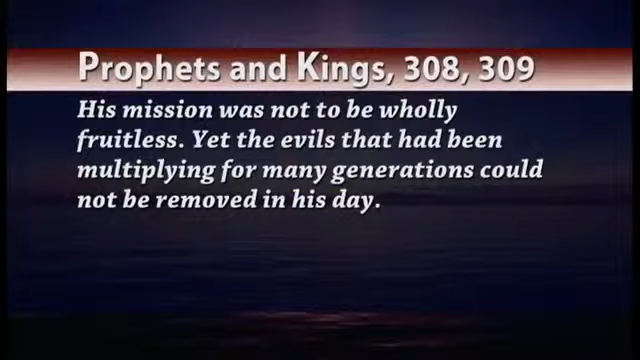 Prophets and Kings, 308, 309
His mission was not to be wholly
fruitless. Yet the evils that had been
multiplying for many generations could
not be removed in his day.